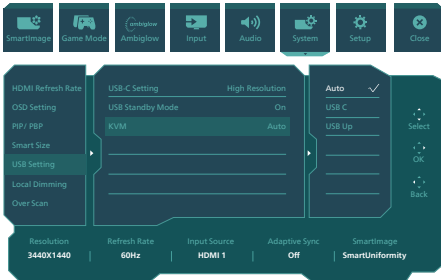 SmartImage
Game Mode
ambiglow
Ambiglow
Input
Audio
System
Setup
Close
HDMI Refresh Rate
OSD Setting
PIP/ PBP
Smart Size
USB Setting
Local Dimming
Over Scan
USB-C Setting High Resolution
USB Standby Mode On
KVM Auto
Auto
USB C
USB Up
Select
OK
Back
Resolution Refresh Rate Input Source Adaptive Sync SmartImage
3440X1440 60Hz HDMI 1 Off SmartUniformity